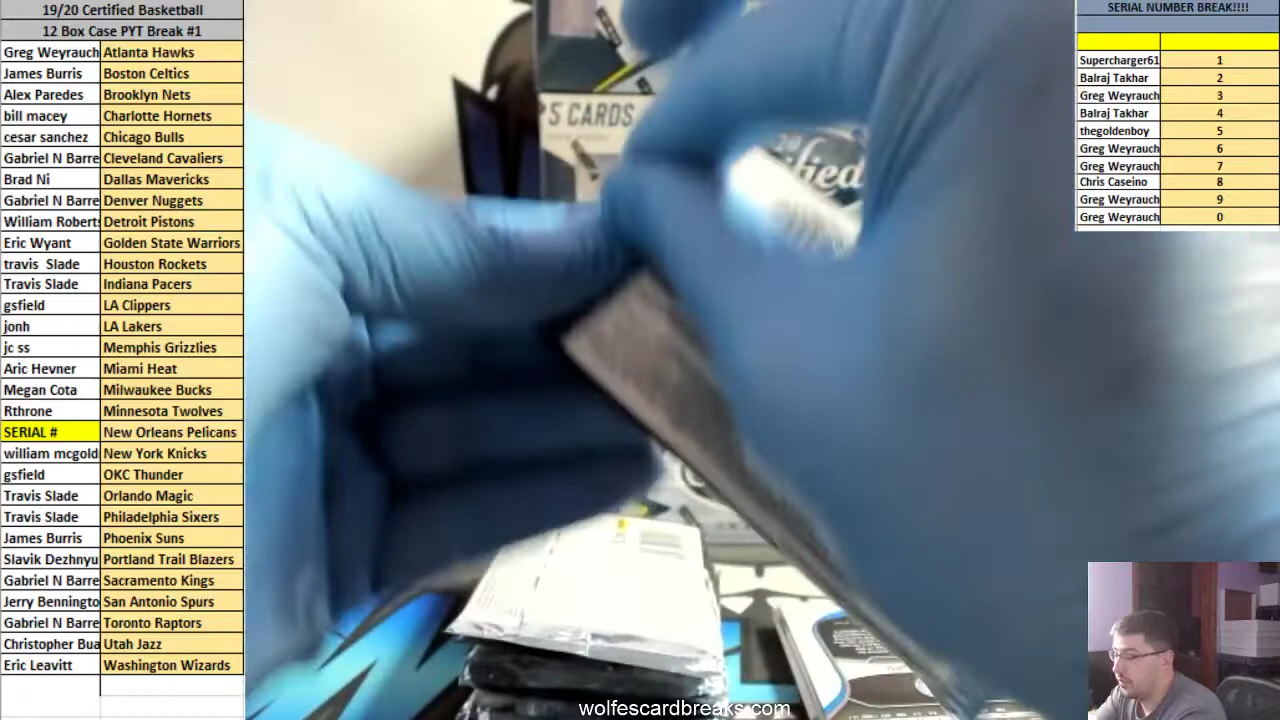 19/20 Certified Basketball
12 Box Case PYT Break #1
Greg Weyrauch Atlanta Hawks
James Burris Boston Celtics
Alex Paredes Brooklyn Nets
bill macey Charlotte Hornets
cesar sanchez Chicago Bulls
Gabriel N Barre Cleveland Cavaliers
Brad Ni Dallas Mavericks
Gabriel N Barre Denver Nuggets
William Roberts Detroit Pistons
Eric Wyant Golden State Warriors
travis Slade Houston Rockets
Travis Slade Indiana Pacers
gsfield LA Clippers
jonh LA Lakers
jc ss Memphis Grizzlies
Aric Hevner Miami Heat
Megan Cota Milwaukee Bucks
Rthrone Minnesota Twolves
SERIAL # New Orleans Pelicans
william mcgold New York Knicks
gsfield OKC Thunder
Travis Slade Orlando Magic
Travis Slade Philadelphia Sixers
James Burris Phoenix Suns
Slavik Dezhnyu Portland Trail Blazers
Gabriel N Barre Sacramento Kings
Jerry Bennington San Antonio Spurs
Gabriel N Barre Toronto Raptors
Christopher Bua Utah Jazz
Eric Leavitt Washington Wizards
5 CARDS
SERIAL NUMBER BREAK!!!!
Supercharger61 1
Balraj Takhar 2
Greg Weyrauch 3
Balraj Takhar 4
thegoldenboy 5
Greg Weyrauch 6
Greg Weyrauch 7
Chris Caseino 8
Greg Weyrauch 9
Greg Weyrauch 0
wolfescardbreaks.com